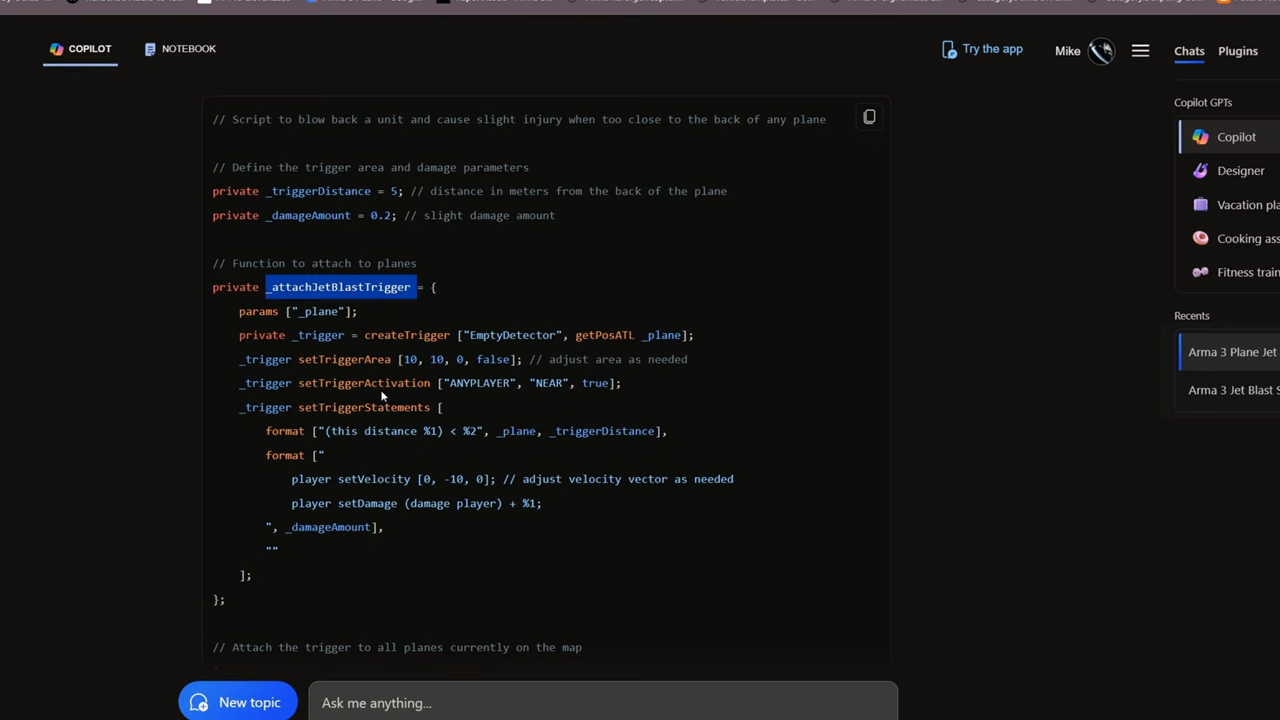 COPILOT
NOTEBOOK
Try the app
Mike
Chats
Plugins
// Script to blow back a unit and cause slight injury when too close to the back of any plane
// Define the trigger area and damage parameters
private _triggerDistance = 5; // distance in meters from the back of the plane
private _damageAmount = 0.2; // slight damage amount
// Function to attach to planes
private _attachJetBlastTrigger = {
params ["_plane"];
private _trigger = createTrigger ["EmptyDetector", getPosATL _plane];
_trigger setTriggerArea [10, 10, 0, false]; // adjust area as needed
_trigger setTriggerActivation ["ANYPLAYER", "NEAR", true];
_trigger setTriggerStatements [
format ["(this distance %1) < %2", _plane, _triggerDistance],
format ["
player setVelocity [0, -10, 0]; // adjust velocity vector as needed
player setDamage (damage player) + %1;
", _damageAmount],
""
];
};
// Attach the trigger to all planes currently on the map
New topic
Ask me anything...
Copilot GPTs
Copilot
Designer
Vacation pla
Cooking ass
Fitness train
Recents
Arma 3 Plane Jet
Arma 3 Jet Blast S